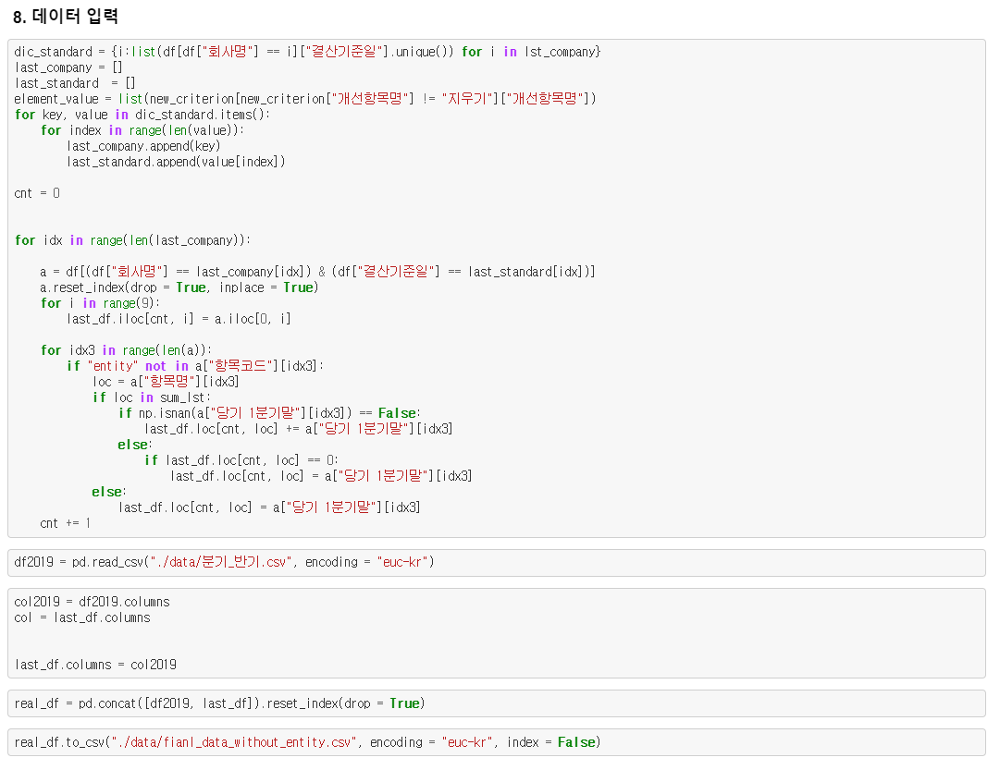 8. 데이터 입력
dic_standard = {i:list(df[df["회사명"] == i]["결산기준일"].unique()) for i in lst_company}
last_company = []
last_standard  = []
element_value = list(new_criterion[new_criterion["개선항목명"] != "지우기"]["개선항목명"])
for key, value in dic_standard.items():
    for index in range(len(value)):
        last_company.append(key)
        last_standard.append(value[index])
cnt = 0
for idx in range(len(last_company)):
    a = df[(df["회사명"] == last_company[idx]) & (df["결산기준일"] == last_standard[idx])]
    a.reset_index(drop = True, inplace = True)
    for i in range(9):
        last_df.iloc[cnt, i] = a.iloc[0, i]
    for idx3 in range(len(a)):
        if "entity" not in a["항목코드"][idx3]:
            loc = a["항목명"][idx3]
            if loc in sum_lst:
                if np.isnan(a["당기 1분기말"][idx3]) == False:
                    last_df.loc[cnt, loc] += a["당기 1분기말"][idx3]
                else:
                    if last_df.loc[cnt, loc] == 0:
                        last_df.loc[cnt, loc] = a["당기 1분기말"][idx3]
            else:
                last_df.loc[cnt, loc] = a["당기 1분기말"][idx3]
    cnt += 1
df2019 = pd.read_csv("./data/분기_반기.csv", encoding = "euc-kr")
col2019 = df2019.columns
col = last_df.columns
last_df.columns = col2019
real_df = pd.concat([df2019, last_df]).reset_index(drop = True)
real_df.to_csv("./data/fianl_data_without_entity.csv", encoding = "euc-kr", index = False)